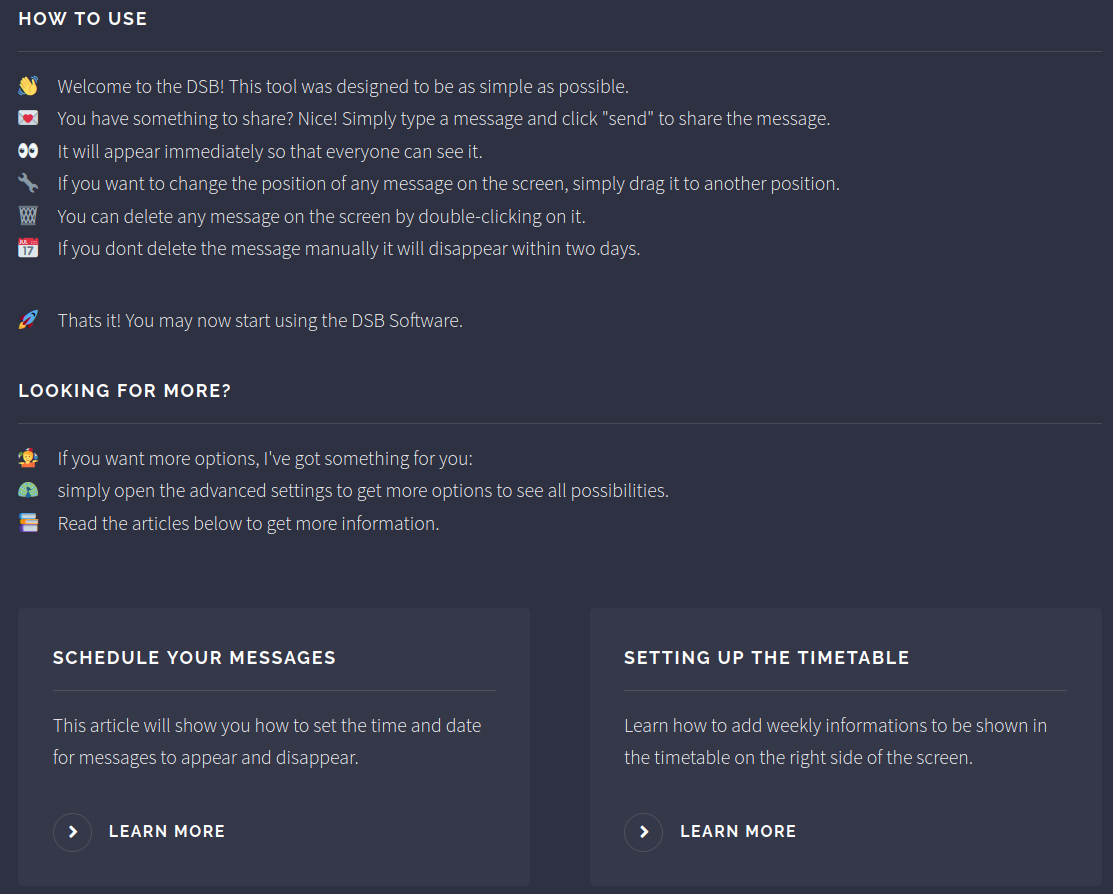 HOW TO USE
👋 Welcome to the DSB! This tool was designed to be as simple as possible.
💌 You have something to share? Nice! Simply type a message and click "send" to share the message.
👀 It will appear immediately so that everyone can see it.
🔧 If you want to change the position of any message on the screen, simply drag it to another position.
🗑️ You can delete any message on the screen by double-clicking on it.
📅 If you dont delete the message manually it will disappear within two days.
🚀 Thats it! You may now start using the DSB Software.
LOOKING FOR MORE?
If you want more options, I've got something for you:
simply open the advanced settings to get more options to see all possibilities.
📚 Read the articles below to get more information.
SCHEDULE YOUR MESSAGES
This article will show you how to set the time and date
for messages to appear and disappear.
LEARN MORE
SETTING UP THE TIMETABLE
Learn how to add weekly informations to be shown in
the timetable on the right side of the screen.
LEARN MORE